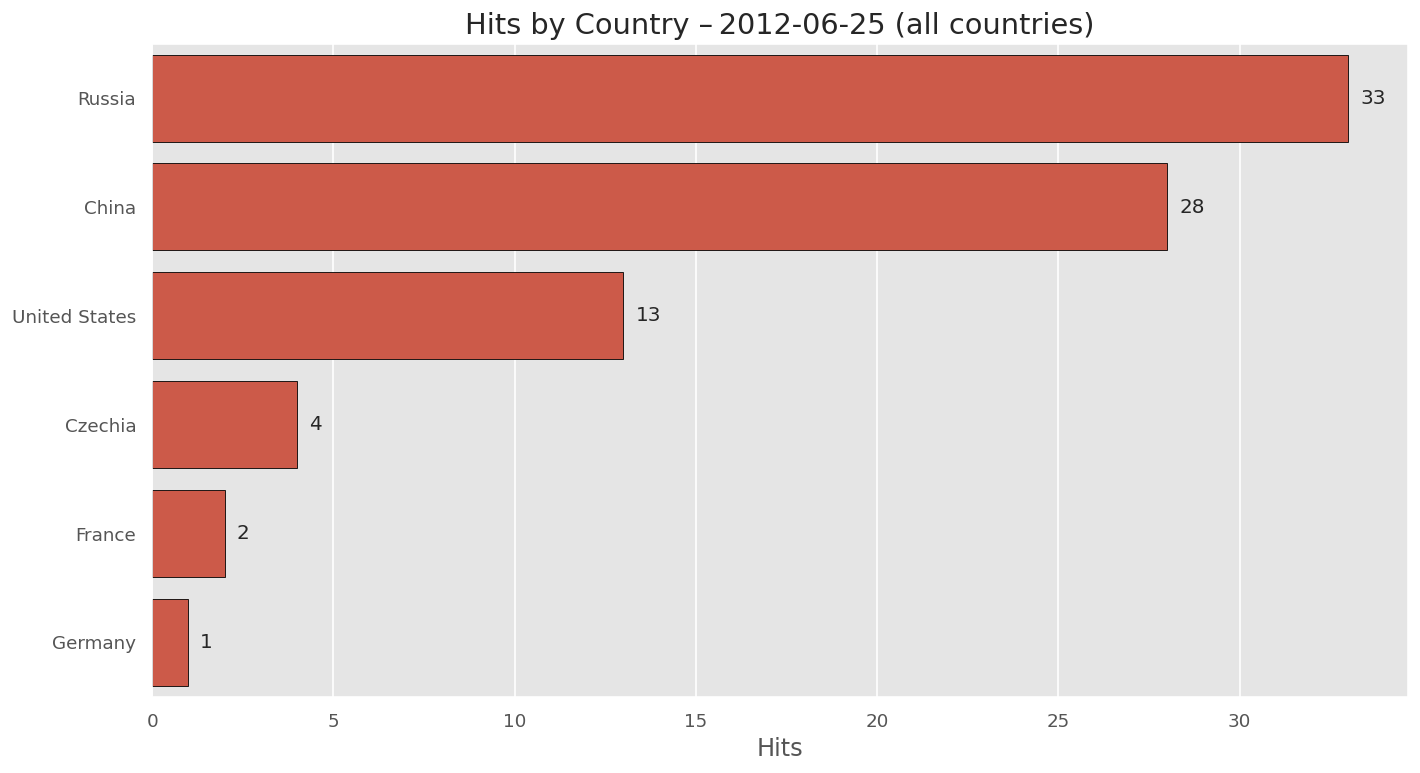 Hits by Country – 2012-06-25 (all countries)
Russia
33
China
28
United States
13
Czechia
4
France
2
Germany
1
0 5 10 15 20 25 30
Hits